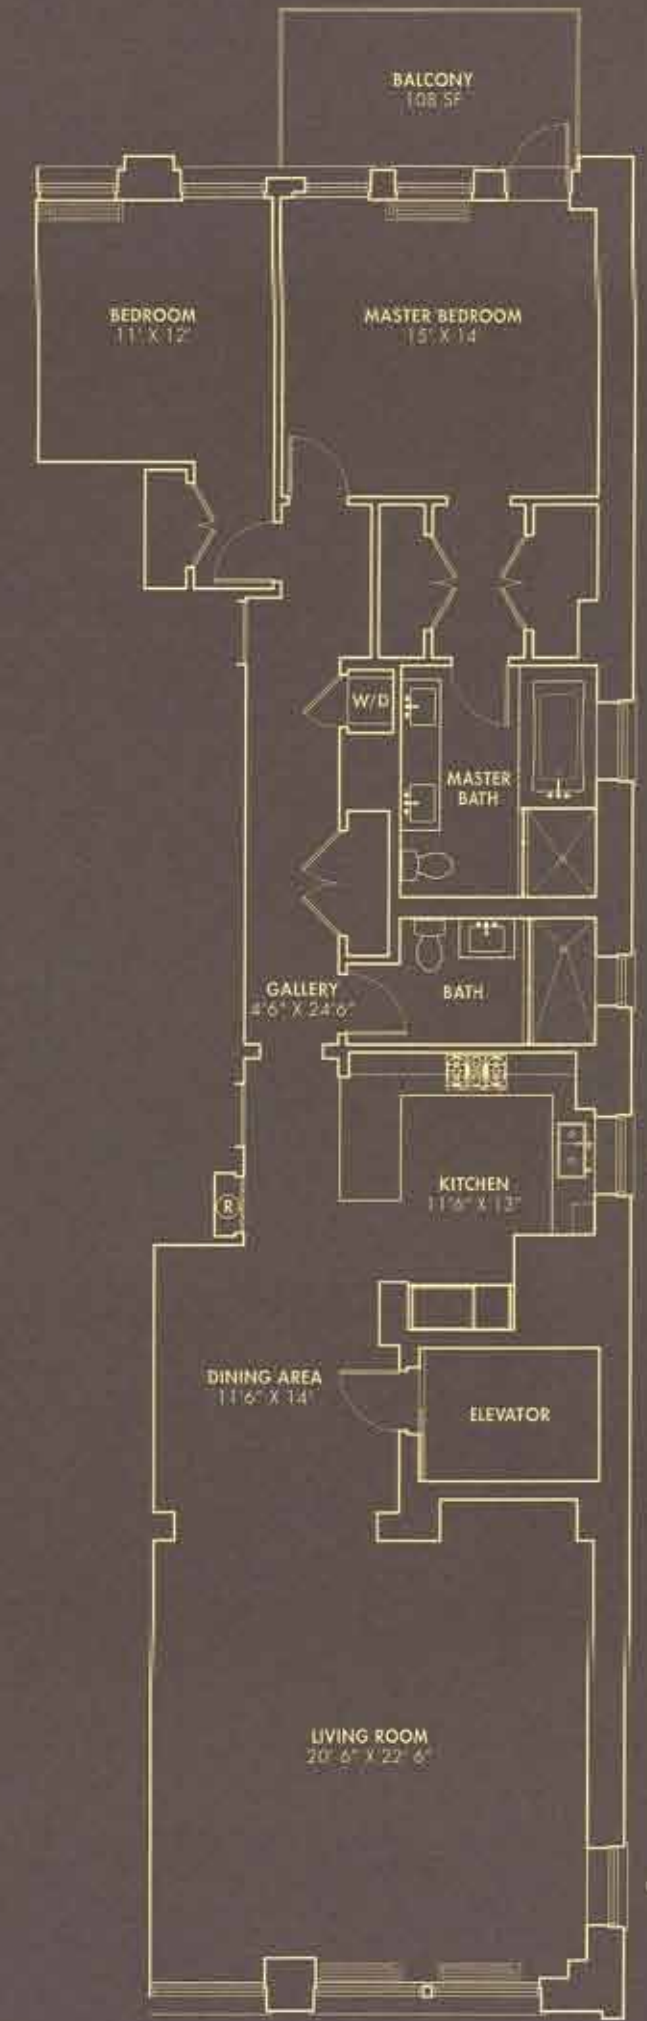 BALCONY
108 SF
BEDROOM
11' X 12'
MASTER BEDROOM
15' X 14'
W/D
MASTER
BATH
GALLERY
4'6" X 24'6"
BATH
KITCHEN
11'6" X 13'
R
DINING AREA
11'6" X 14'
ELEVATOR
LIVING ROOM
20' 6" X 22' 6"